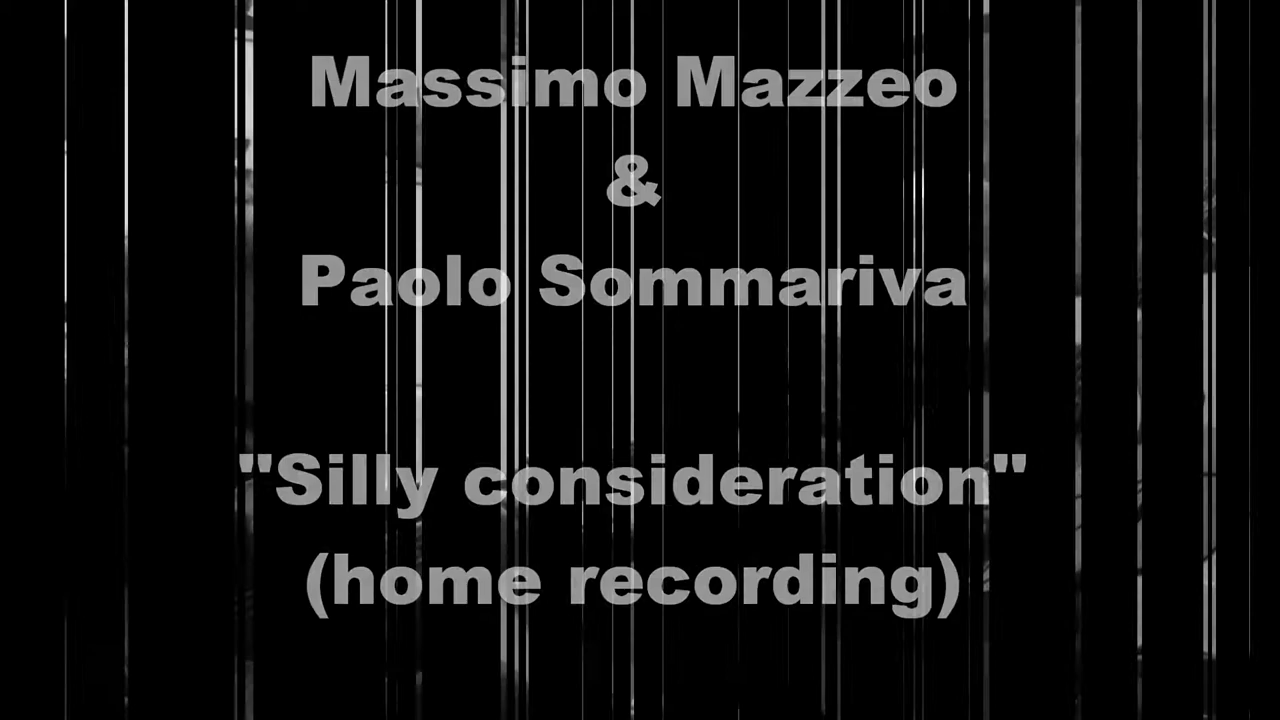 Massimo Mazzeo
&
Paolo Sommariva
"Silly consideration"
(home recording)